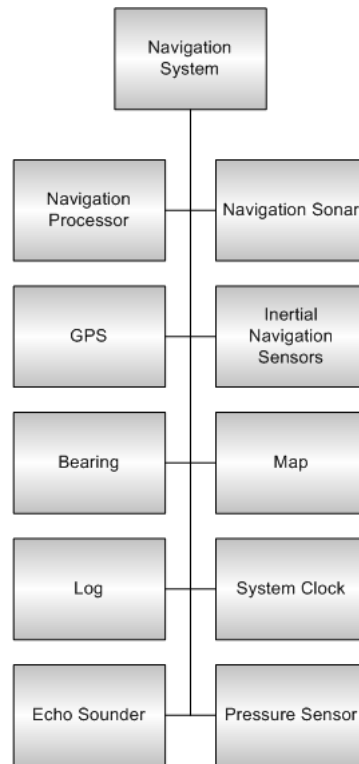 Navigation
System
Navigation
Processor
Navigation Sonar
GPS
Inertial
Navigation
Sensors
Bearing
Map
Log
System Clock
Echo Sounder
Pressure Sensor